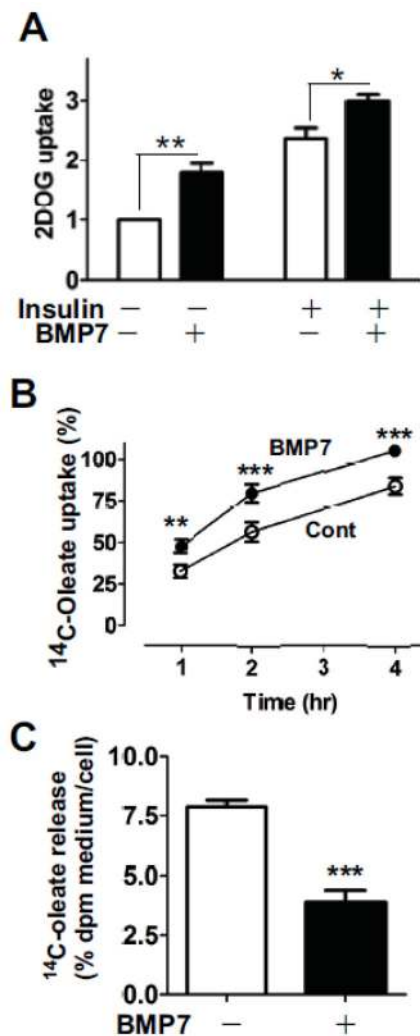 A
2DOG uptake
3
2
1
0
**
*
Insulin – – + +
BMP7 – + – +
B
14C-Oleate uptake (%)
100
75
50
25
0
**
***
***
BMP7
Cont
1 2 3 4
Time (hr)
C
14C-oleate release
(% dpm medium/cell)
10.0
7.5
5.0
2.5
0.0
***
BMP7 – +